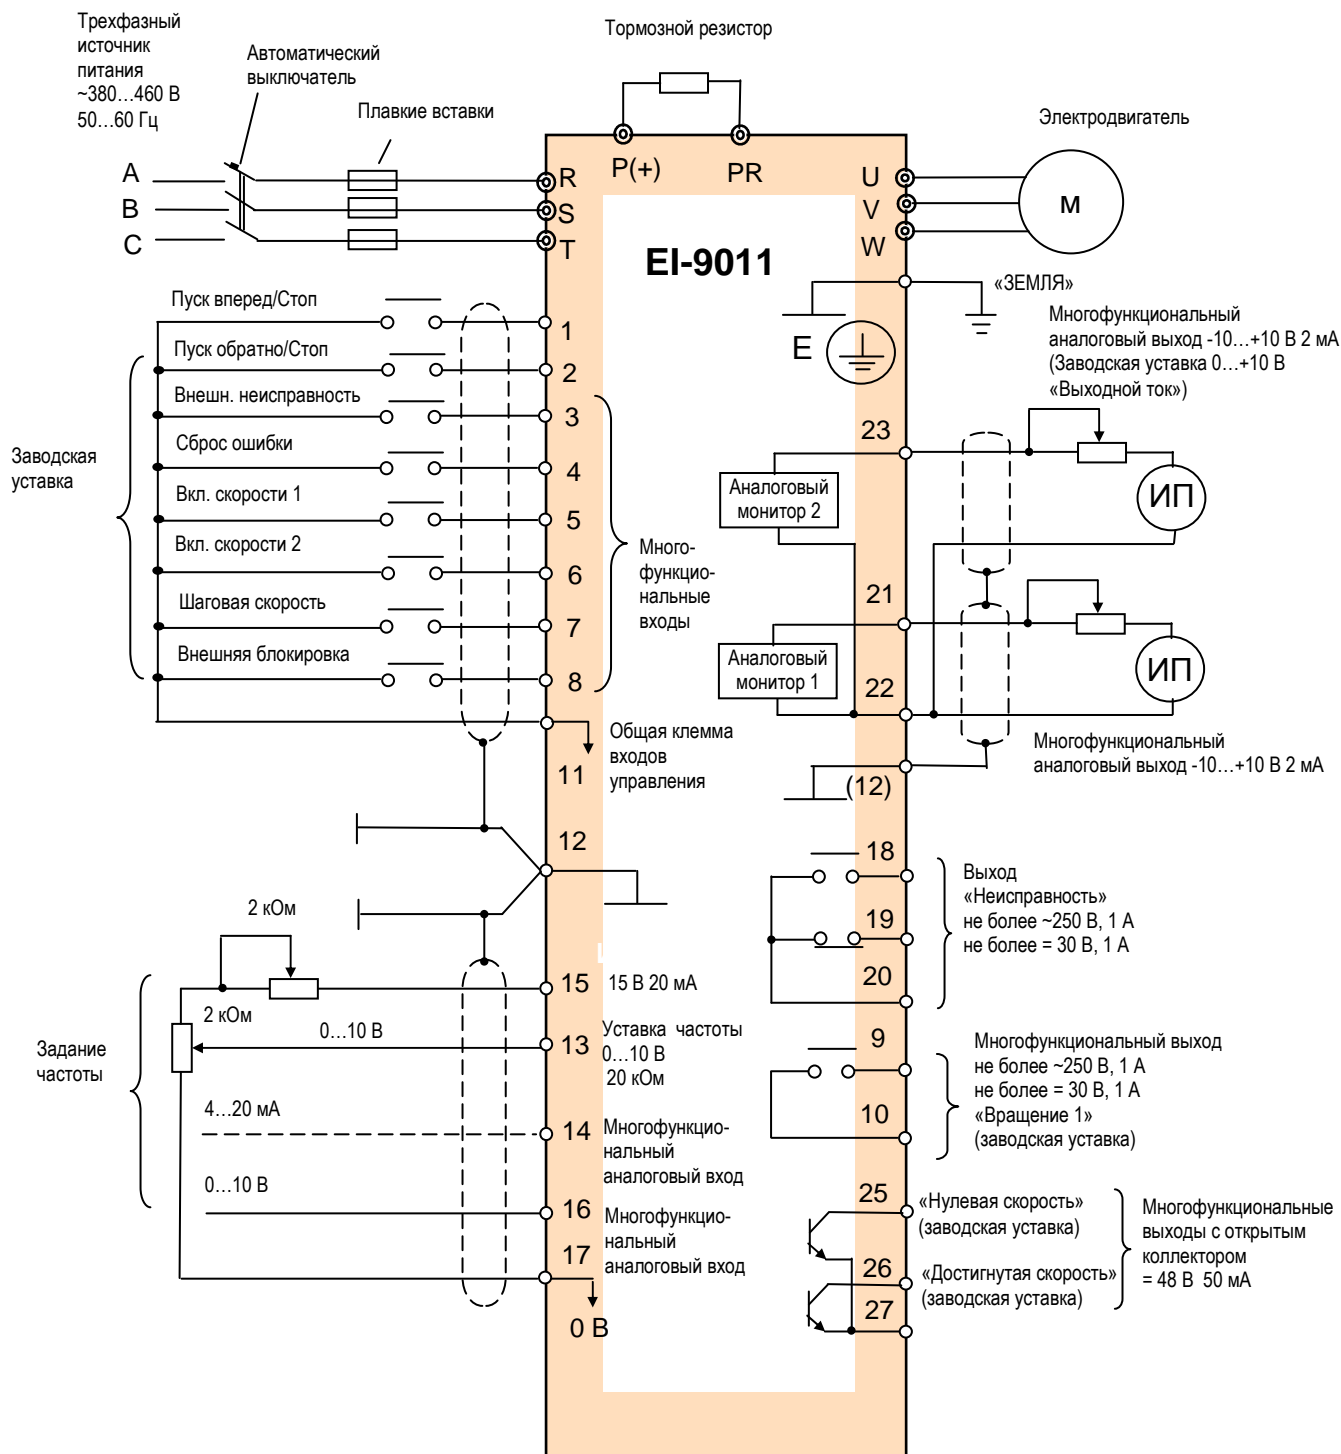 Трехфазный
источник
питания
~380…460 В
50…60 Гц
Автоматический
выключатель
Плавкие вставки
Тормозной резистор
Электродвигатель
A
B
C
R
S
T
P(+)
PR
U
V
W
М
EI-9011
«ЗЕМЛЯ»
E
Пуск вперед/Стоп
1
Пуск обратно/Стоп
2
Внешн. неисправность
3
Сброс ошибки
4
Вкл. скорости 1
5
Вкл. скорости 2
6
Шаговая скорость
7
Внешняя блокировка
8
Заводская
уставка
Много-
функцио-
нальные
входы
11
Общая клемма
входов
управления
12
2 кОм
15
15 В 20 мА
2 кОм
0…10 В
13
Уставка частоты
0…10 В
20 кОм
Задание
частоты
4…20 мА
14
Многофункцио-
нальный
аналоговый вход
0…10 В
16
Многофункцио-
нальный
аналоговый вход
17
0 В
Многофункциональный
аналоговый выход -10…+10 В 2 мА
(Заводская уставка 0…+10 В
«Выходной ток»)
23
Аналоговый
монитор 2
ИП
21
Аналоговый
монитор 1
ИП
22
Многофункциональный
аналоговый выход -10…+10 В 2 мА
(12)
18
19
20
Выход
«Неисправность»
не более ~250 В, 1 А
не более = 30 В, 1 А
9
10
Многофункциональный выход
не более ~250 В, 1 А
не более = 30 В, 1 А
«Вращение 1»
(заводская уставка)
25
«Нулевая скорость»
(заводская уставка)
26
«Достигнутая скорость»
(заводская уставка)
27
Многофункциональные
выходы с открытым
коллектором
= 48 В 50 мА